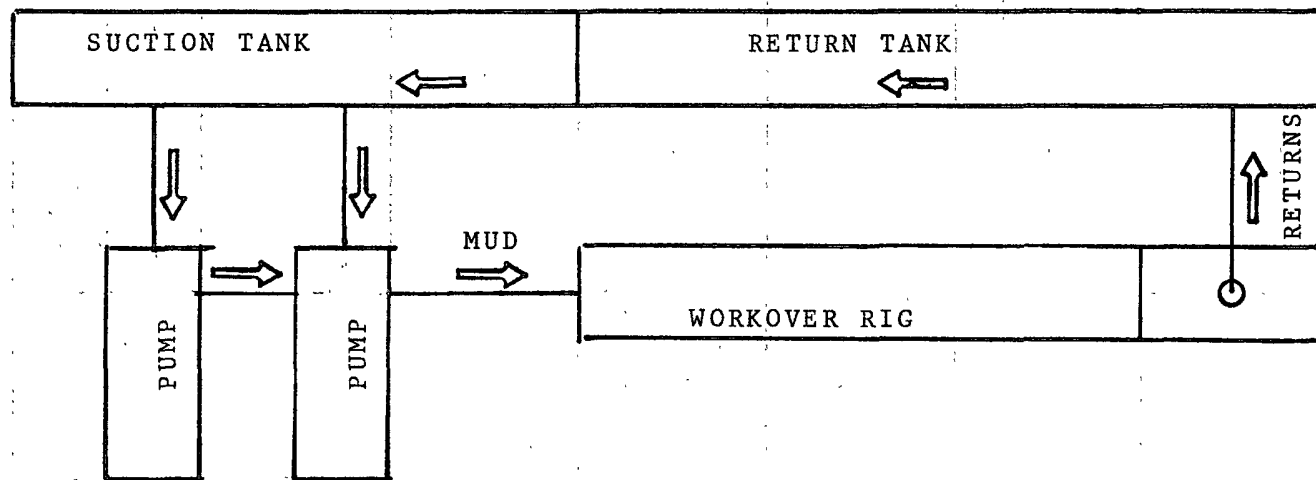 SUCTION TANK
RETURN TANK
RETURNS
MUD
PUMP
PUMP
WORKOVER RIG